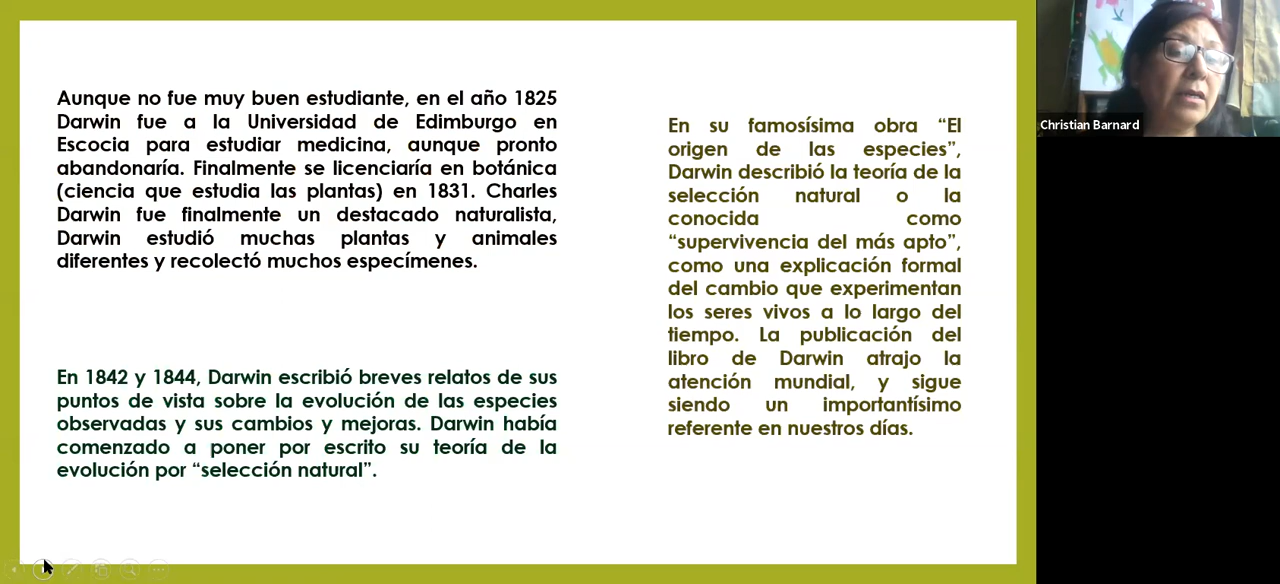 Aunque no fue muy buen estudiante, en el año 1825
Darwin fue a la Universidad de Edimburgo en
Escocia para estudiar medicina, aunque pronto
abandonaría. Finalmente se licenciaría en botánica
(ciencia que estudia las plantas) en 1831. Charles
Darwin fue finalmente un destacado naturalista,
Darwin estudió muchas plantas y animales
diferentes y recolectó muchos especímenes.
En 1842 y 1844, Darwin escribió breves relatos de sus
puntos de vista sobre la evolución de las especies
observadas y sus cambios y mejoras. Darwin había
comenzado a poner por escrito su teoría de la
evolución por “selección natural”.
En su famosísima obra “El
origen de las especies”,
Darwin describió la teoría de la
selección natural o la
conocida como
“supervivencia del más apto”,
como una explicación formal
del cambio que experimentan
los seres vivos a lo largo del
tiempo. La publicación del
libro de Darwin atrajo la
atención mundial, y sigue
siendo un importantísimo
referente en nuestros días.
Christian Barnard